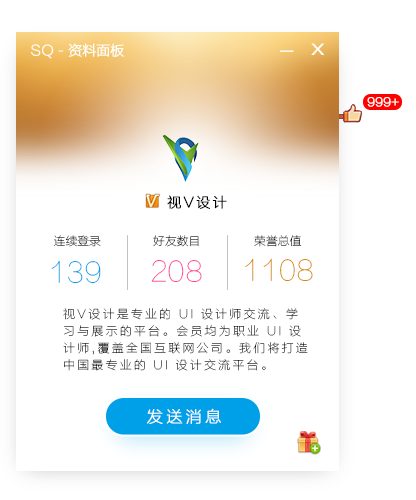 SQ - 资料面板
999+
视V设计
连续登录 好友数目 荣誉总值
139 208 1108
视V设计是专业的 UI 设计师交流、学
习与展示的平台。会员均为职业 UI 设
计师,覆盖全国互联网公司。我们将打造
中国最专业的 UI 设计交流平台。
发送消息